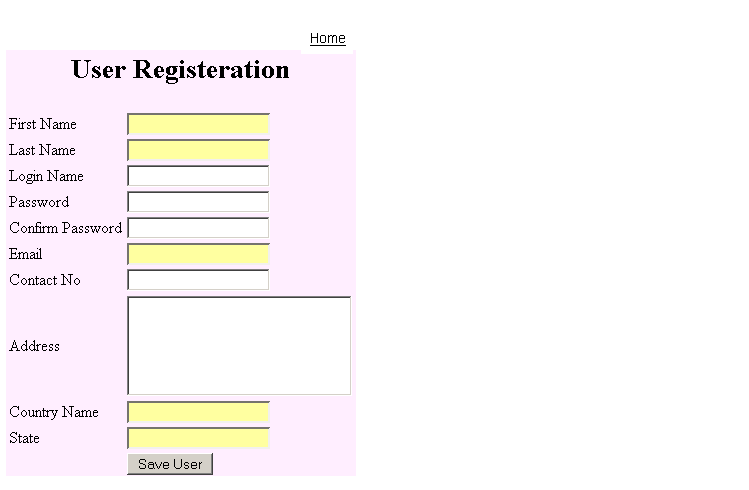 Home
User Registeration
First Name
Last Name
Login Name
Password
Confirm Password
Email
Contact No
Address
Country Name
State
Save User